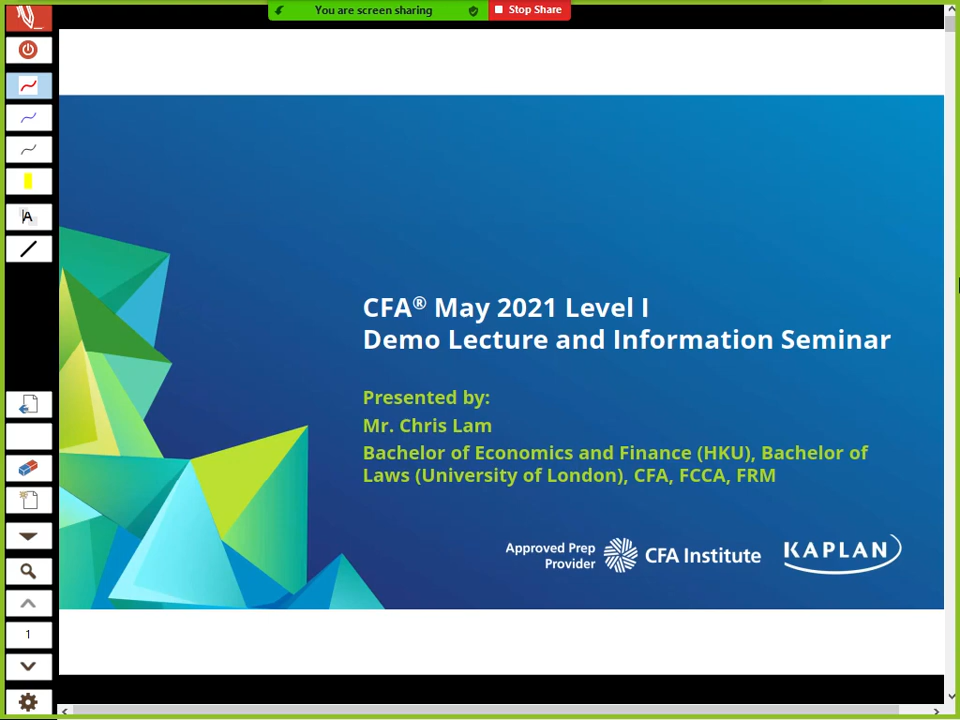 You are screen sharing
Stop Share
A
CFA® May 2021 Level I
Demo Lecture and Information Seminar
Presented by:
Mr. Chris Lam
Bachelor of Economics and Finance (HKU), Bachelor of
Laws (University of London), CFA, FCCA, FRM
Approved Prep
Provider
CFA Institute
KAPLAN
1